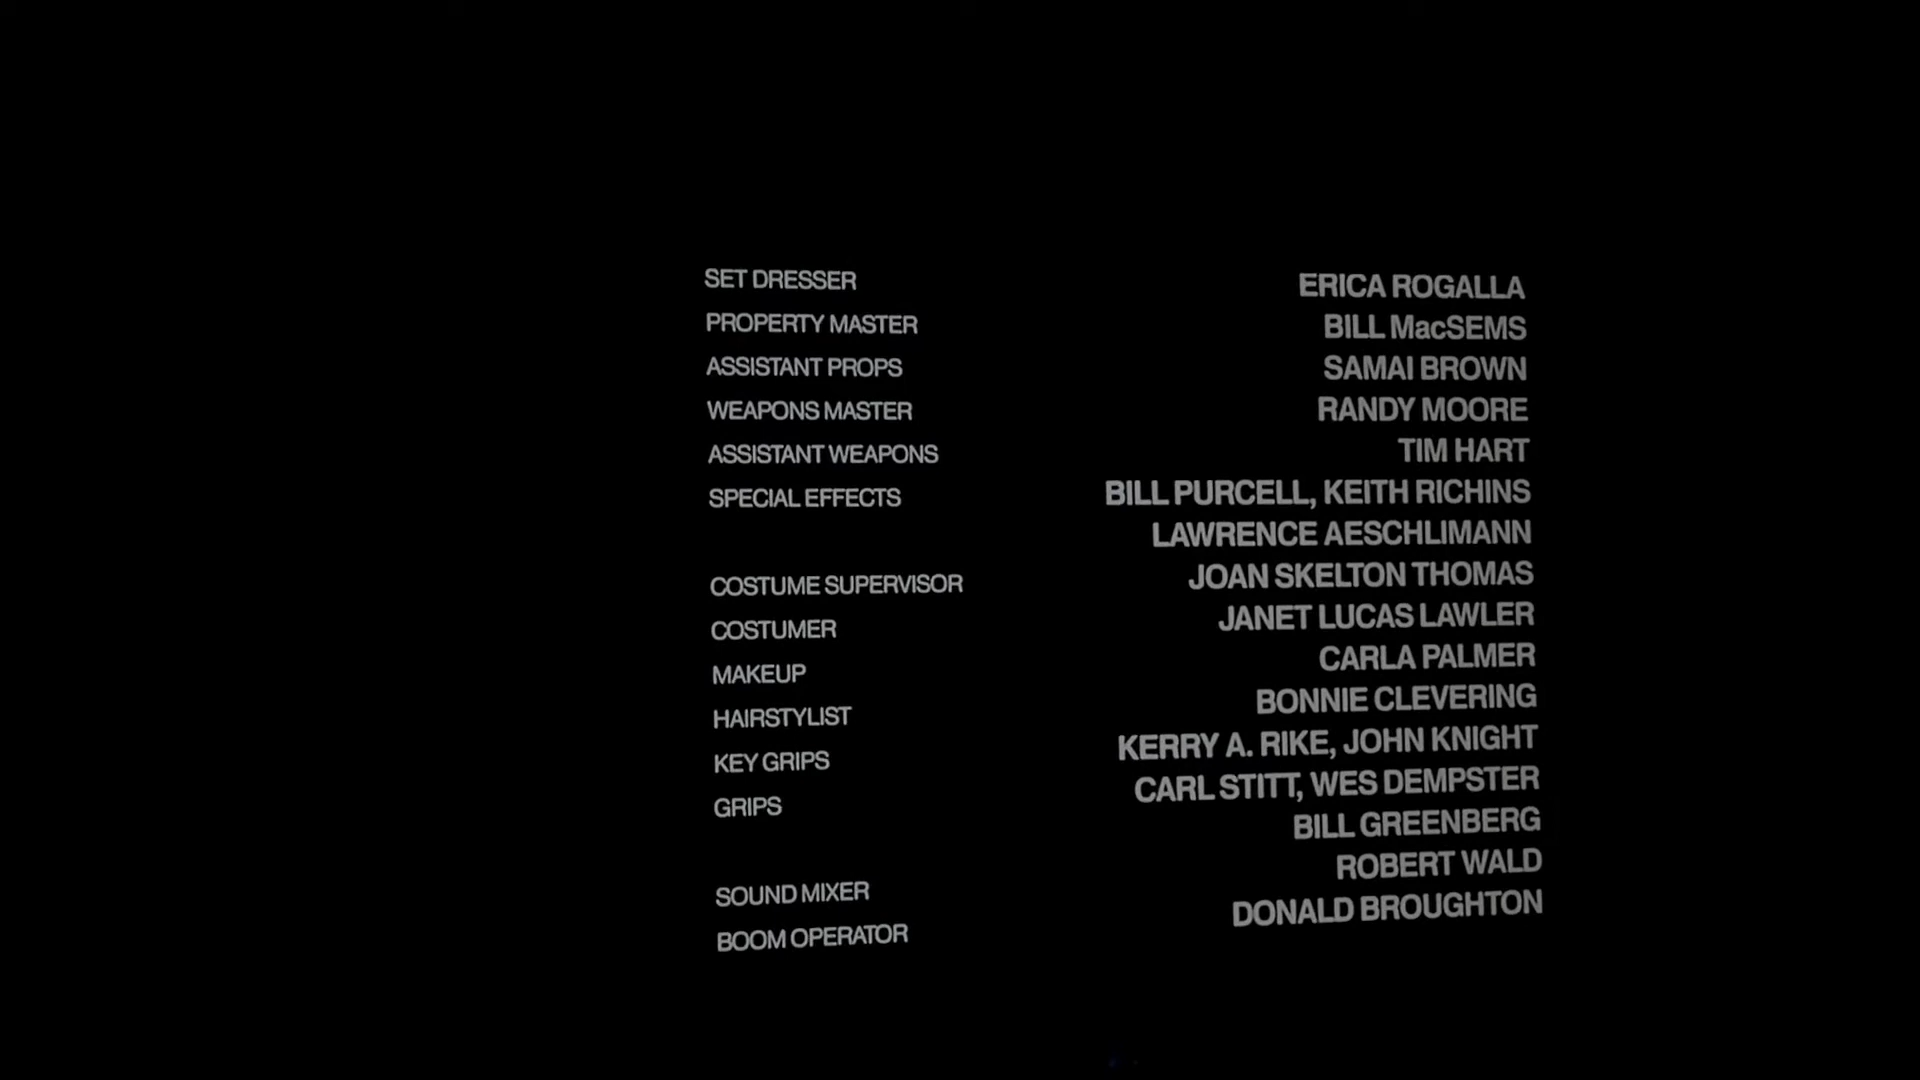 SET DRESSER ERICA ROGALLA
PROPERTY MASTER BILL MacSEMS
ASSISTANT PROPS SAMAI BROWN
WEAPONS MASTER RANDY MOORE
ASSISTANT WEAPONS TIM HART
SPECIAL EFFECTS BILL PURCELL, KEITH RICHINS
LAWRENCE AESCHLIMANN
COSTUME SUPERVISOR JOAN SKELTON THOMAS
COSTUMER JANET LUCAS LAWLER
MAKEUP CARLA PALMER
HAIRSTYLIST BONNIE CLEVERING
KEY GRIPS KERRY A. RIKE, JOHN KNIGHT
GRIPS CARL STITT, WES DEMPSTER
BILL GREENBERG
SOUND MIXER ROBERT WALD
BOOM OPERATOR DONALD BROUGHTON